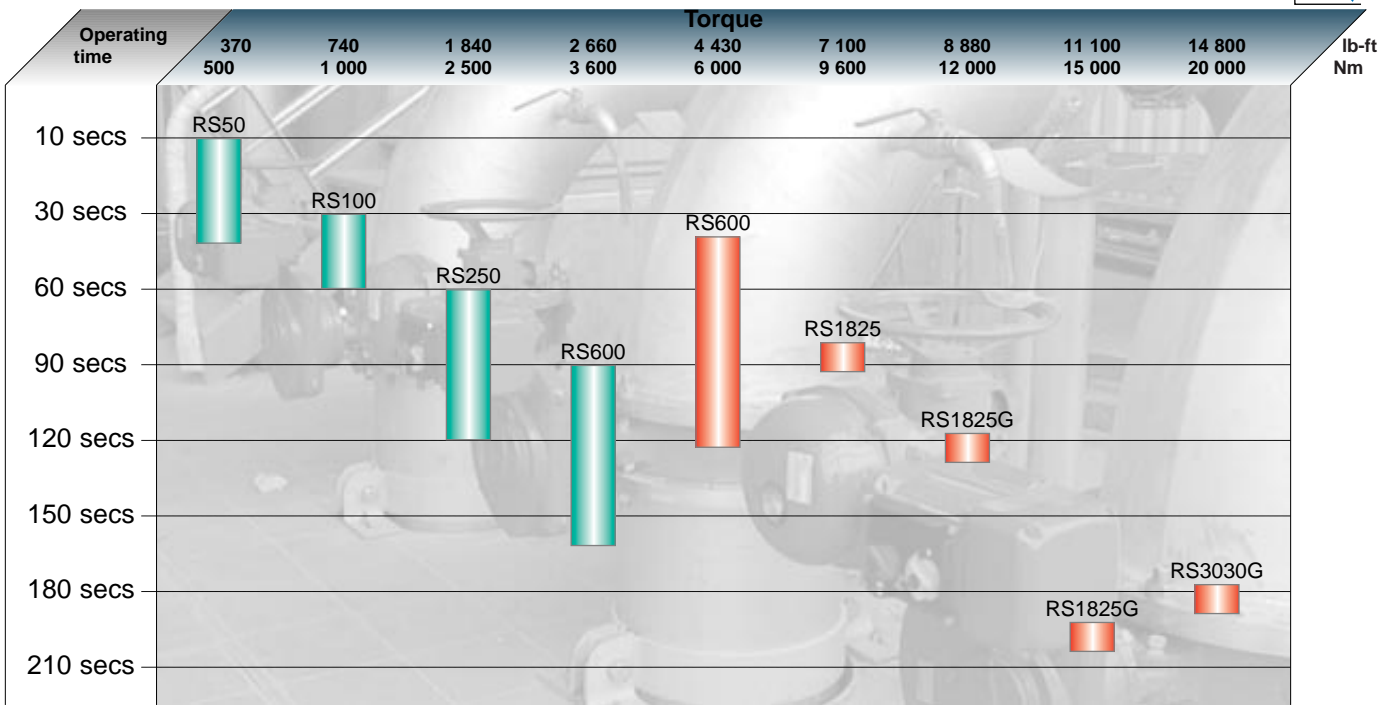 Torque
Operating
time
370 740 1 840 2 660 4 430 7 100 8 880 11 100 14 800 lb-ft
500 1 000 2 500 3 600 6 000 9 600 12 000 15 000 20 000 Nm
RS50
10 secs
RS100
30 secs
RS600
RS250
60 secs
RS1825
RS600
90 secs
RS1825G
120 secs
150 secs
RS3030G
180 secs
RS1825G
210 secs